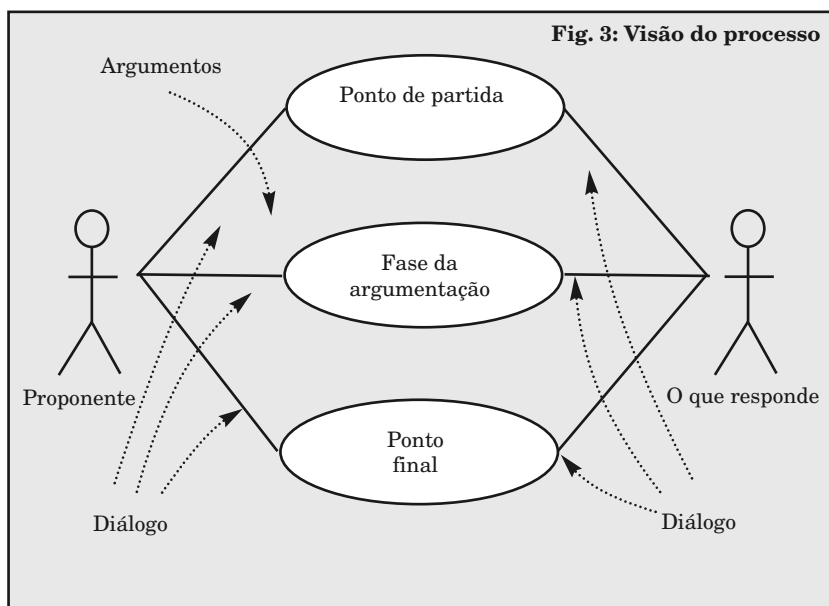 Fig. 3: Visão do processo
Argumentos
Ponto de partida
Fase da
argumentação
Proponente
O que responde
Ponto
final
Diálogo
Diálogo